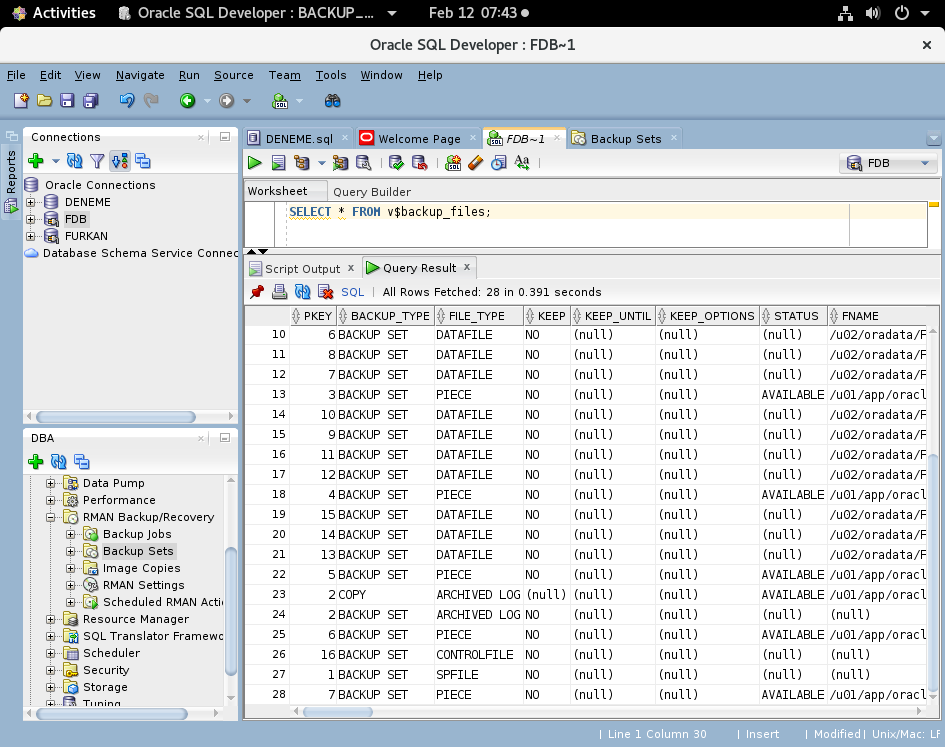 Activities Oracle SQL Developer : BACKUP_... Feb 12 07:43
Oracle SQL Developer : FDB~1
File Edit View Navigate Run Source Team Tools Window Help
Connections
Oracle Connections
DENEME
FDB
FURKAN
Database Schema Service Connec
Reports
DBA
Data Pump
Performance
RMAN Backup/Recovery
Backup Jobs
Backup Sets
Image Copies
RMAN Settings
Scheduled RMAN Acti
Resource Manager
SQL Translator Framewo
Scheduler
Security
Storage
Tuning
DENEME.sql Welcome Page FDB~1 Backup Sets
FDB
Worksheet Query Builder
SELECT * FROM v$backup_files;
Script Output x Query Result x
SQL | All Rows Fetched: 28 in 0.391 seconds
PKEY BACKUP_TYPE FILE_TYPE KEEP KEEP_UNTIL KEEP_OPTIONS STATUS FNAME
10 6 BACKUP SET DATAFILE NO (null) (null) (null) /u02/oradata/F
11 8 BACKUP SET DATAFILE NO (null) (null) (null) /u02/oradata/F
12 7 BACKUP SET DATAFILE NO (null) (null) (null) /u02/oradata/F
13 3 BACKUP SET PIECE NO (null) (null) AVAILABLE /u01/app/oracl
14 10 BACKUP SET DATAFILE NO (null) (null) (null) /u02/oradata/F
15 9 BACKUP SET DATAFILE NO (null) (null) (null) /u02/oradata/F
16 11 BACKUP SET DATAFILE NO (null) (null) (null) /u02/oradata/F
17 12 BACKUP SET DATAFILE NO (null) (null) (null) /u02/oradata/F
18 4 BACKUP SET PIECE NO (null) (null) AVAILABLE /u01/app/oracl
19 15 BACKUP SET DATAFILE NO (null) (null) (null) /u02/oradata/F
20 14 BACKUP SET DATAFILE NO (null) (null) (null) /u02/oradata/F
21 13 BACKUP SET DATAFILE NO (null) (null) (null) /u02/oradata/F
22 5 BACKUP SET PIECE NO (null) (null) AVAILABLE /u01/app/oracl
23 2 COPY ARCHIVED LOG (null) (null) (null) AVAILABLE /u01/app/oracl
24 2 BACKUP SET ARCHIVED LOG NO (null) (null) (null) (null)
25 6 BACKUP SET PIECE NO (null) (null) AVAILABLE /u01/app/oracl
26 16 BACKUP SET CONTROLFILE NO (null) (null) (null) (null)
27 1 BACKUP SET SPFILE NO (null) (null) (null) (null)
28 7 BACKUP SET PIECE NO (null) (null) AVAILABLE /u01/app/oracl
| Line 1 Column 30 | Insert | Modified | Unix/Mac: LF